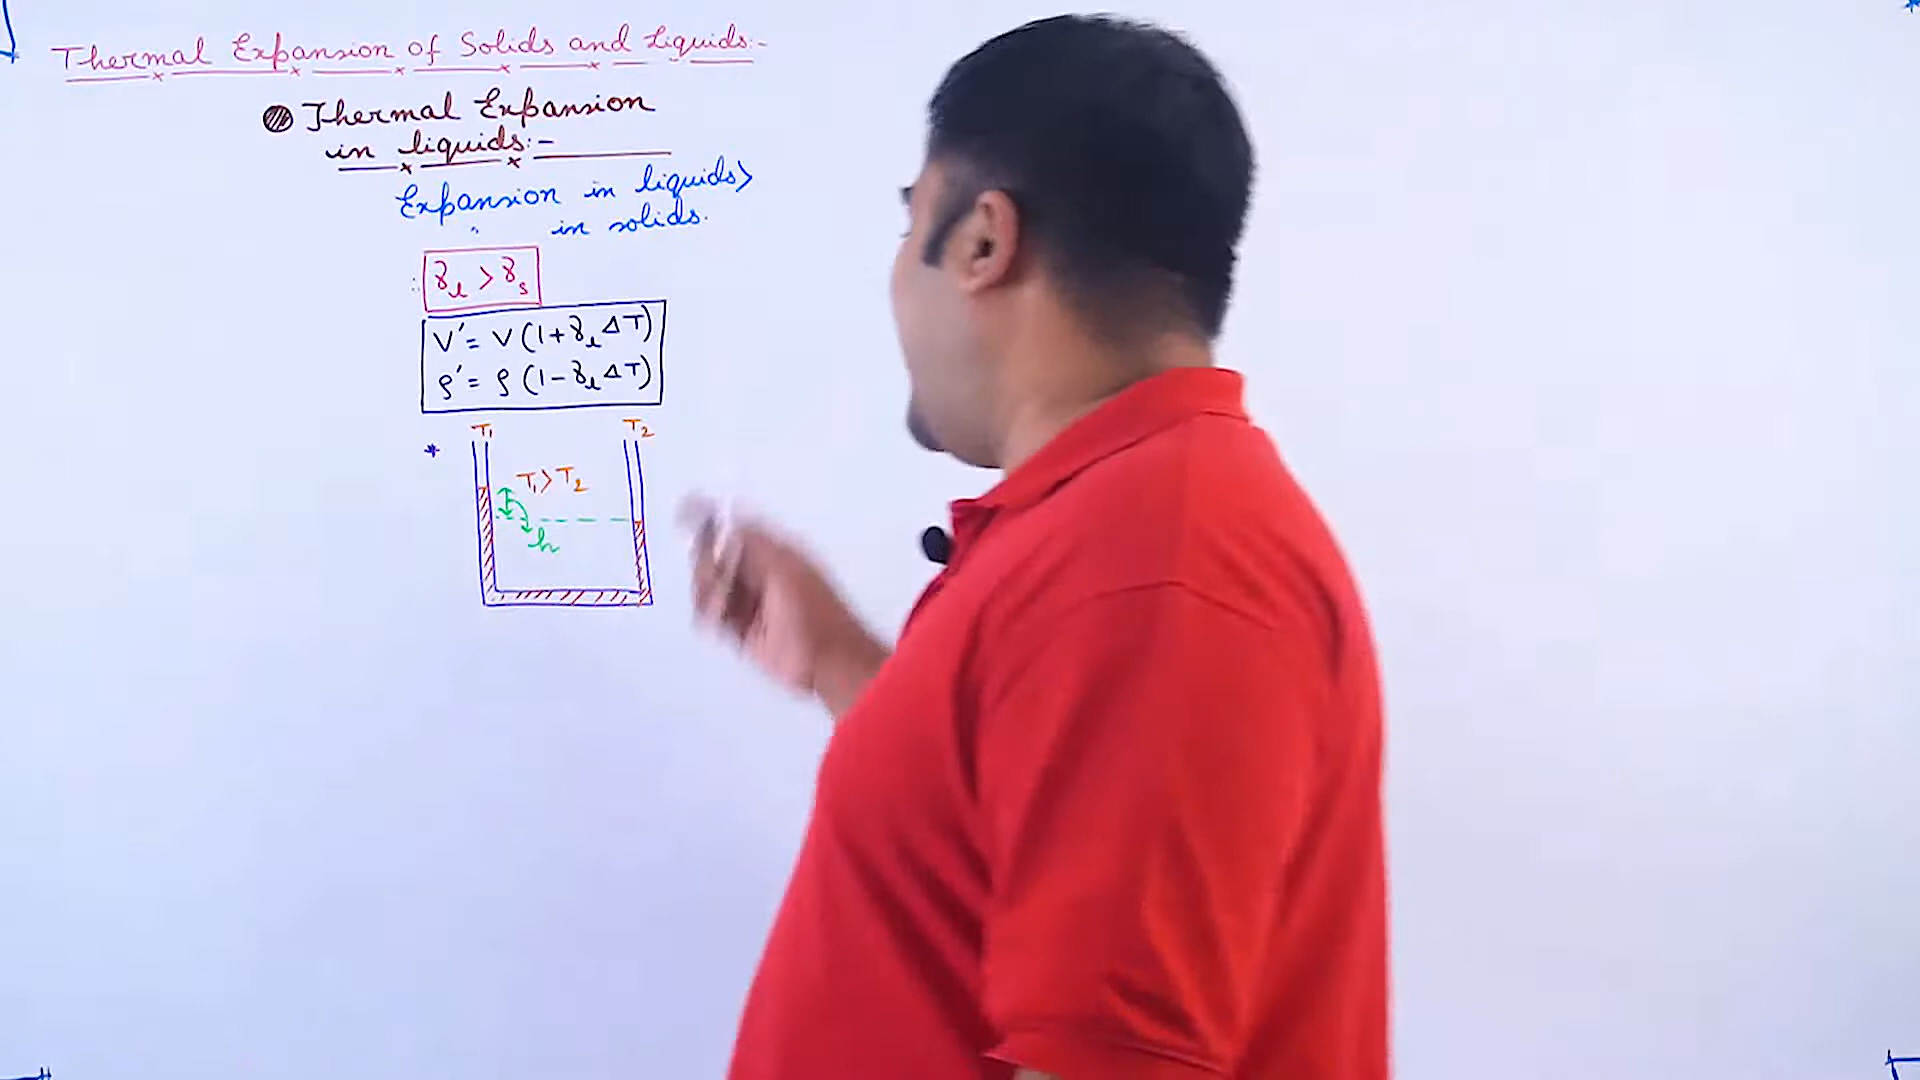 Thermal Expansion of Solids and Liquids:-
Thermal Expansion
in liquids:-
Expansion in liquids>
" in solids.
∴ γₗ > γₛ
V' = V(1+γₗΔT)
ρ' = ρ(1-γₗΔT)
T₁ T₂
*
T₁>T₂
h